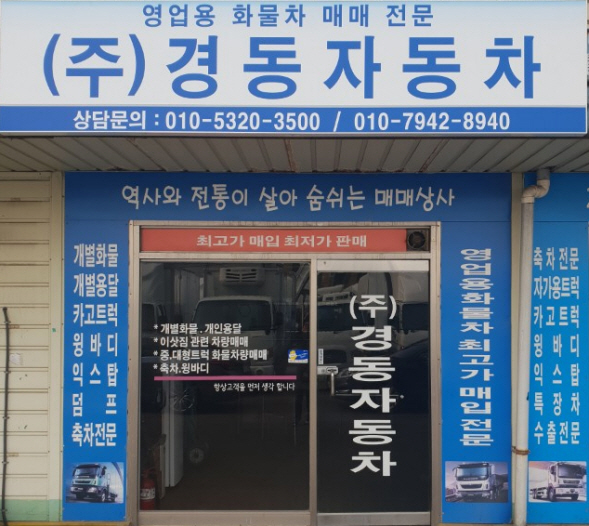 영업용 화물차 매매 전문
(주)경동자동차
상담문의 : 010-5320-3500 / 010-7942-8940
역사와 전통이 살아 숨쉬는 매매상사
최고가 매입 최저가 판매
개별화물
개별용달
카고트럭
윙바디
익스탑
덤프
축차전문
* 개별화물.개인용달
* 이삿짐 관련 차량매매
* 중,대형트럭 화물차량매매
* 축차,윙바디
항상고객을 먼저 생각 합니다
(주)경동자동차
영업용화물차최고가매입전문
축차전문
자가용트럭
카고트럭
윙바디
익스탑
특장차
수출전문